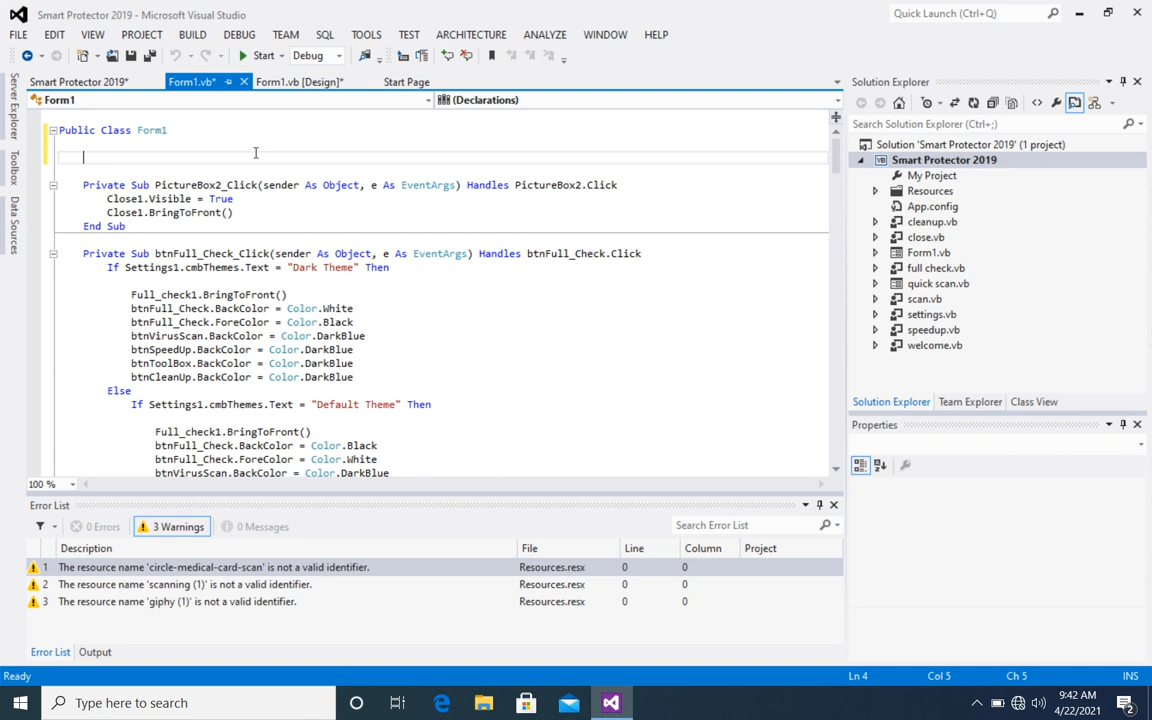 Smart Protector 2019 - Microsoft Visual Studio
Quick Launch (Ctrl+Q)
FILE EDIT VIEW PROJECT BUILD DEBUG TEAM SQL TOOLS TEST ARCHITECTURE ANALYZE WINDOW HELP
Start Debug
Server Explorer
Toolbox
Data Sources
Smart Protector 2019* Form1.vb* Form1.vb [Design]* Start Page
Form1 (Declarations)
Public Class Form1
Private Sub PictureBox2_Click(sender As Object, e As EventArgs) Handles PictureBox2.Click
Close1.Visible = True
Close1.BringToFront()
End Sub
Private Sub btnFull_Check_Click(sender As Object, e As EventArgs) Handles btnFull_Check.Click
If Settings1.cmbThemes.Text = "Dark Theme" Then
Full_check1.BringToFront()
btnFull_Check.BackColor = Color.White
btnFull_Check.ForeColor = Color.Black
btnVirusScan.BackColor = Color.DarkBlue
btnSpeedUp.BackColor = Color.DarkBlue
btnToolBox.BackColor = Color.DarkBlue
btnCleanUp.BackColor = Color.DarkBlue
Else
If Settings1.cmbThemes.Text = "Default Theme" Then
Full_check1.BringToFront()
btnFull_Check.BackColor = Color.Black
btnFull_Check.ForeColor = Color.White
btnVirusScan.BackColor = Color.DarkBlue
100 %
Solution Explorer
Search Solution Explorer (Ctrl+;)
Solution 'Smart Protector 2019' (1 project)
Smart Protector 2019
My Project
Resources
App.config
cleanup.vb
close.vb
Form1.vb
full check.vb
quick scan.vb
scan.vb
settings.vb
speedup.vb
welcome.vb
Solution Explorer Team Explorer Class View
Properties
Error List
0 Errors 3 Warnings 0 Messages
Search Error List
Description File Line Column Project
1 The resource name 'circle-medical-card-scan' is not a valid identifier. Resources.resx 0 0
2 The resource name 'scanning (1)' is not a valid identifier. Resources.resx 0 0
3 The resource name 'giphy (1)' is not a valid identifier. Resources.resx 0 0
Error List Output
Ready Ln 4 Col 5 Ch 5 INS
Type here to search
9:42 AM
4/22/2021
2